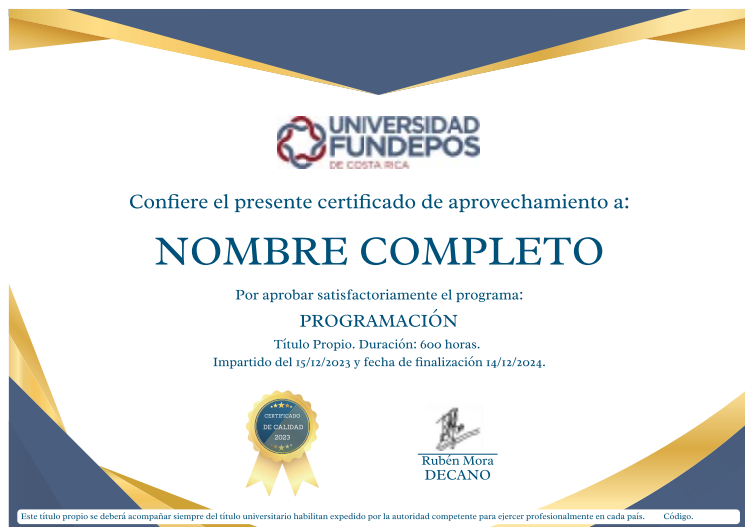 UNIVERSIDAD
FUNDEPOS
DE COSTA RICA
Confiere el presente certificado de aprovechamiento a:
NOMBRE COMPLETO
Por aprobar satisfactoriamente el programa:
PROGRAMACIÓN
Título Propio. Duración: 600 horas.
Impartido del 15/12/2023 y fecha de finalización 14/12/2024.
CERTIFICADO
DE CALIDAD
2023
Rubén Mora
DECANO
Este título propio se deberá acompañar siempre del título universitario habilitan expedido por la autoridad competente para ejercer profesionalmente en cada país. Código.